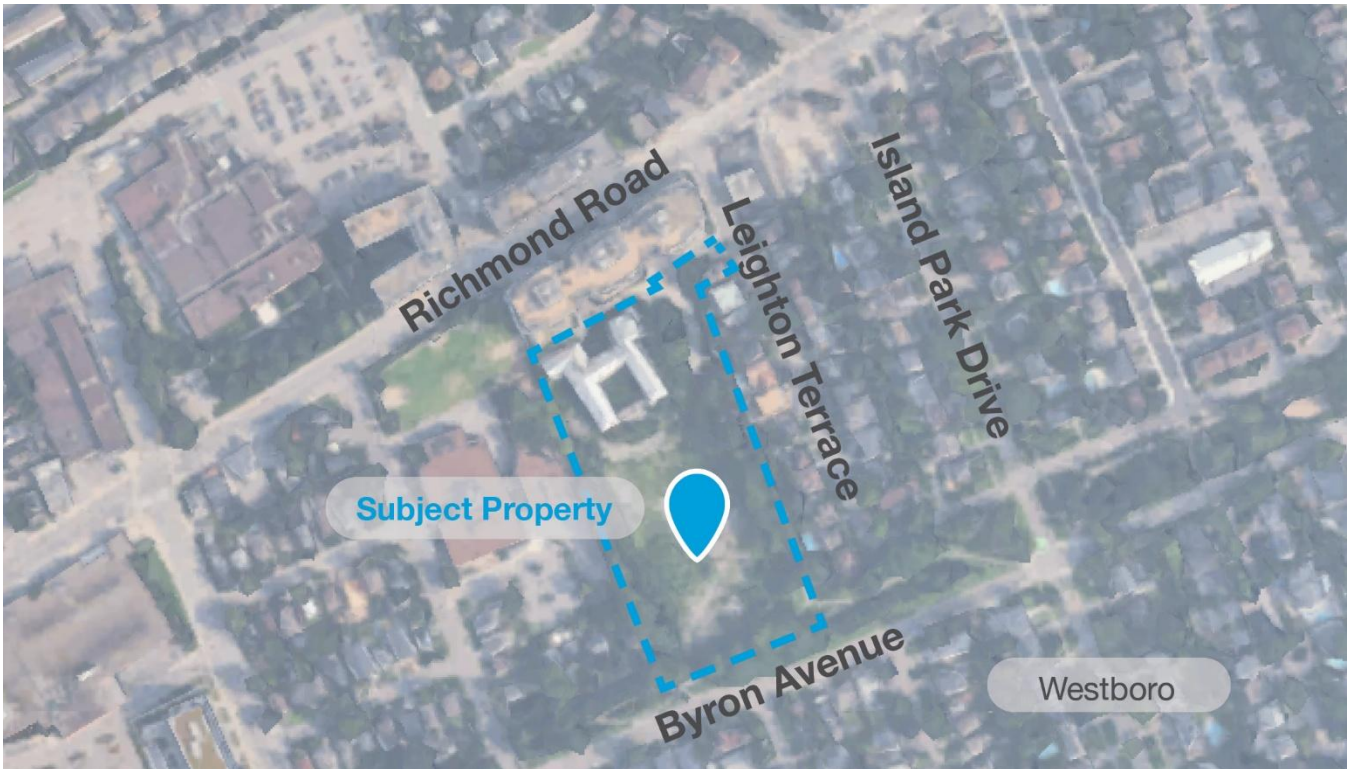 Richmond Road
Leighton Terrace
Island Park Drive
Subject Property
Byron Avenue
Westboro